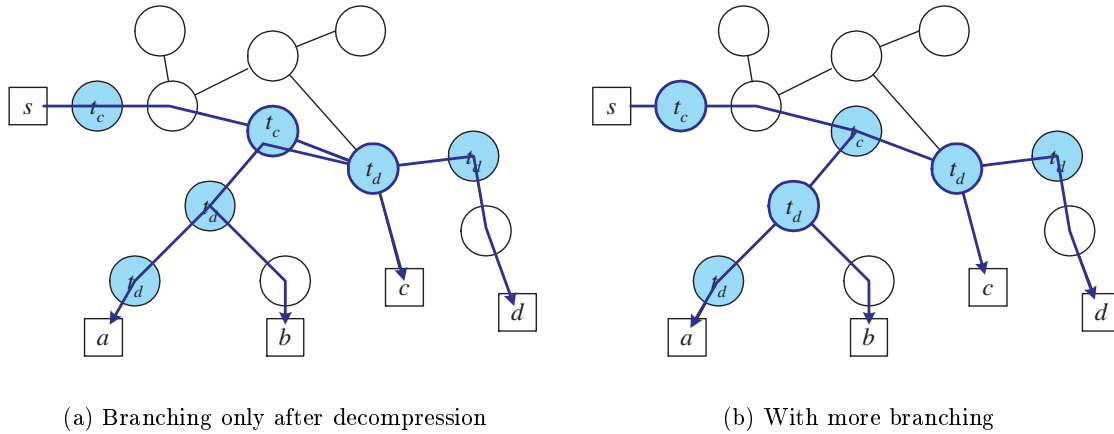 s
t_c
t_c
t_d
t_d
t_d
t_d
a
b
c
d
(a) Branching only after decompression
s
t_c
t_c
t_d
t_d
t_d
t_d
a
b
c
d
(b) With more branching